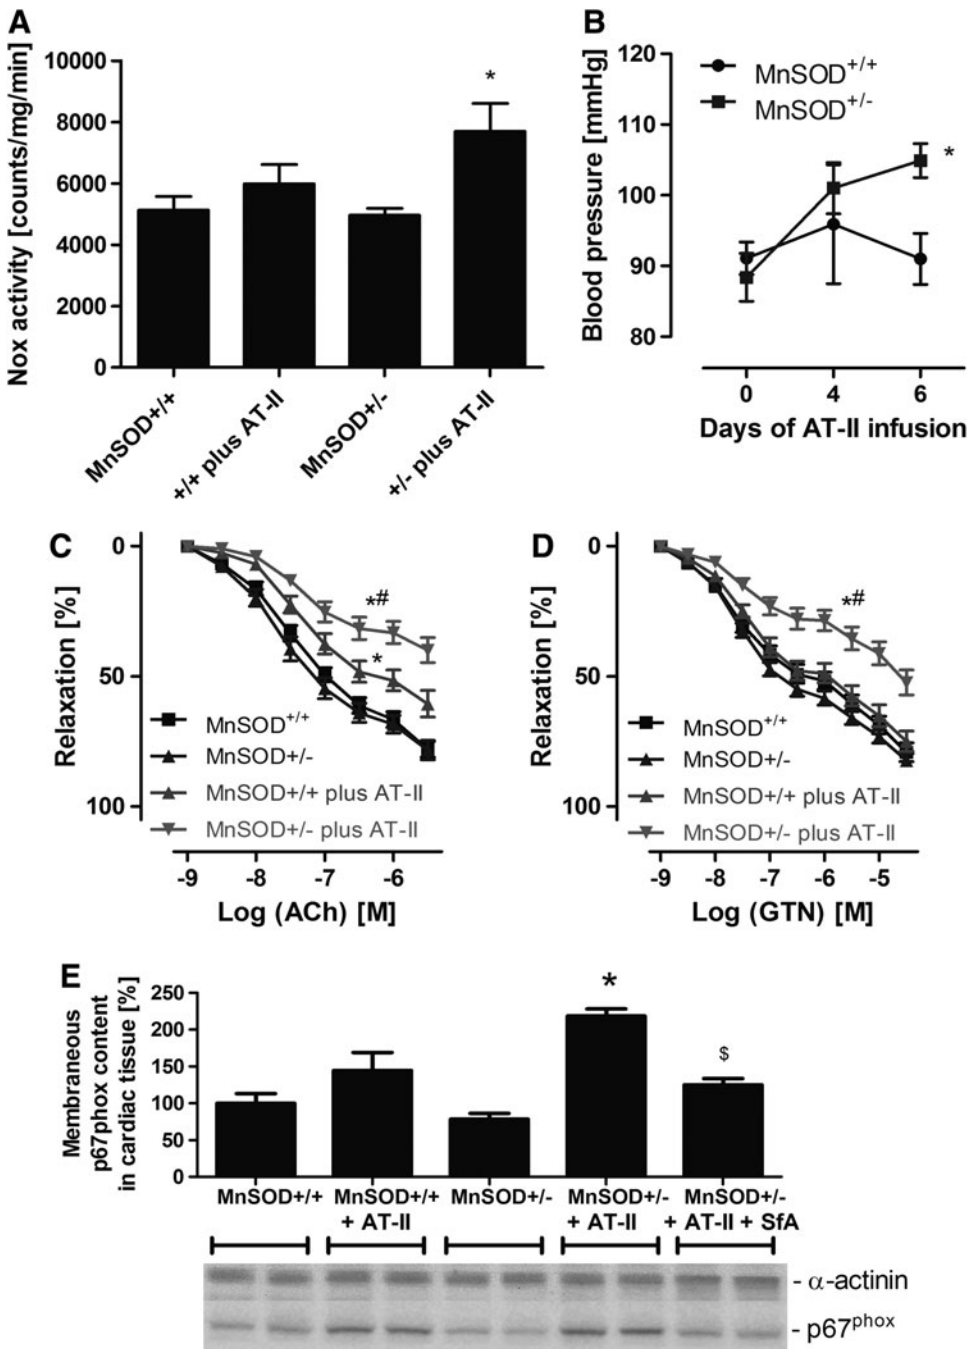 A
Nox activity [counts/mg/min]
10000
8000
6000
4000
2000
0
*
MnSOD+/+
+/+ plus AT-II
MnSOD+/-
+/- plus AT-II
B
Blood pressure [mmHg]
120
110
100
90
80
MnSOD+/+
MnSOD+/-
*
0 4 6
Days of AT-II infusion
C
Relaxation [%]
0
50
100
*#
*
MnSOD+/+
MnSOD+/-
MnSOD+/+ plus AT-II
MnSOD+/- plus AT-II
-9 -8 -7 -6
Log (ACh) [M]
D
Relaxation [%]
0
50
100
*#
MnSOD+/+
MnSOD+/-
MnSOD+/+ plus AT-II
MnSOD+/- plus AT-II
-9 -8 -7 -6 -5
Log (GTN) [M]
E
Membraneous
p67phox content
in cardiac tissue [%]
250
200
150
100
50
0
*
$
MnSOD+/+ MnSOD+/+ MnSOD+/- MnSOD+/- MnSOD+/-
+ AT-II + AT-II + AT-II + SfA
- α-actinin
- p67phox